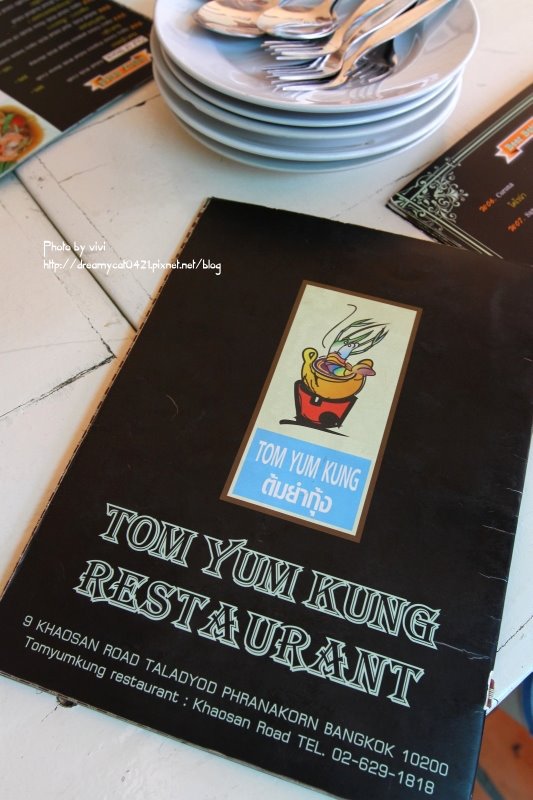 Photo by vivi
http://dreamycat0421.pixnet.net/blog
TOM YUM KUNG
ต้มยำกุ้ง
TOM YUM KUNG
RESTAURANT
9 KHAOSAN ROAD TALADYOD PHRANAKORN BANGKOK 10200
Tomyumkung restaurant : Khaosan Road TEL. 02-629-1818